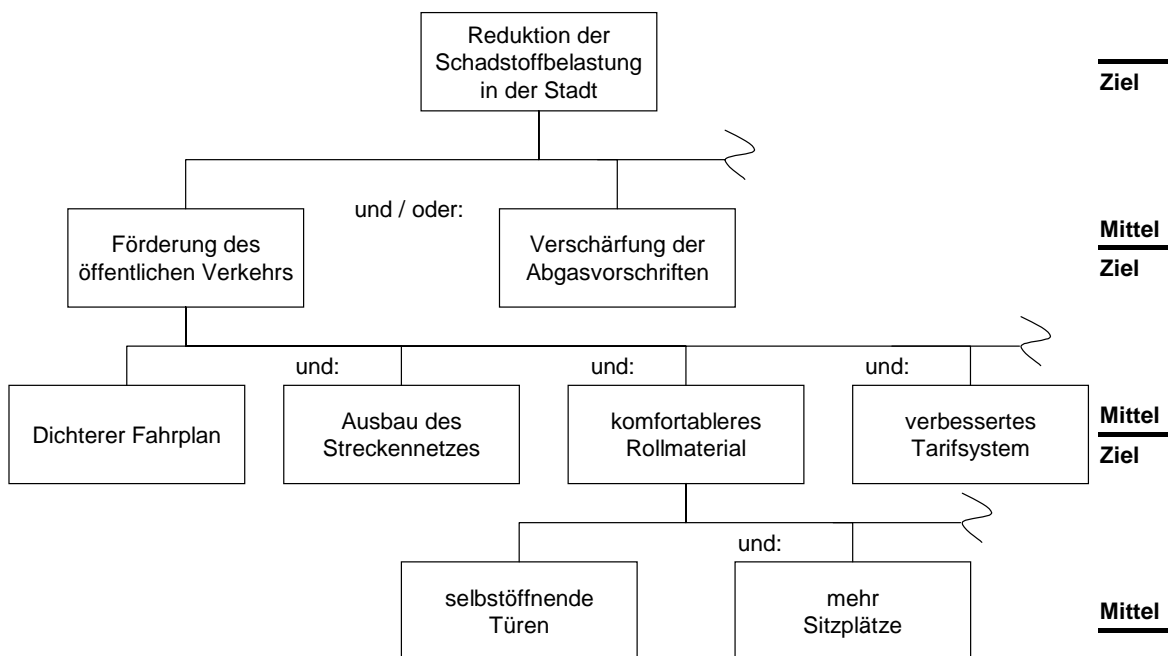 Reduktion der
Schadstoffbelastung
in der Stadt
Ziel
und / oder:
Förderung des
öffentlichen Verkehrs
Verschärfung der
Abgasvorschriften
Mittel
Ziel
und:
und:
und:
Dichterer Fahrplan
Ausbau des
Streckennetzes
komfortableres
Rollmaterial
verbessertes
Tarifsystem
Mittel
Ziel
und:
selbstöffnende
Türen
mehr
Sitzplätze
Mittel